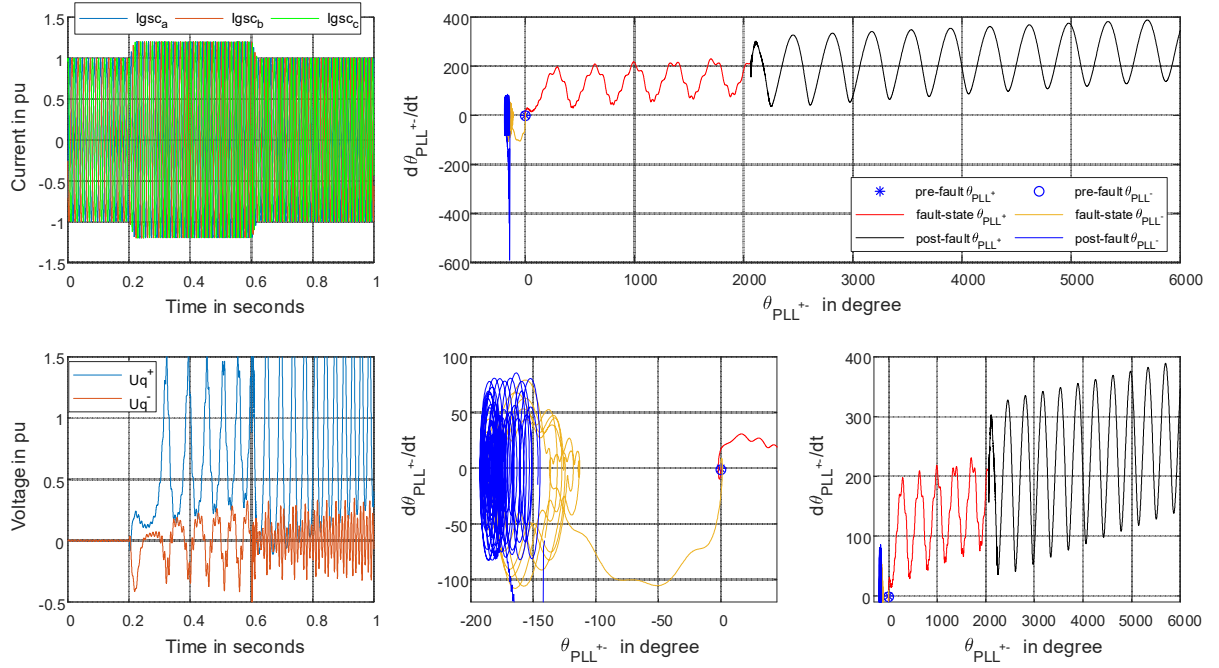 Igsc_a Igsc_b Igsc_c
1.5
1
0.5
0
-0.5
-1
-1.5
Current in pu
0 0.2 0.4 0.6 0.8 1
Time in seconds
400
200
0
-200
-400
-600
dθ_PLL^+-/dt
0 1000 2000 3000 4000 5000 6000
θ_PLL^+- in degree
pre-fault θ_PLL^+ pre-fault θ_PLL^-
fault-state θ_PLL^+ fault-state θ_PLL^-
post-fault θ_PLL^+ post-fault θ_PLL^-
Uq^+
Uq^-
1.5
1
0.5
0
-0.5
Voltage in pu
0 0.2 0.4 0.6 0.8 1
Time in seconds
100
50
0
-50
-100
dθ_PLL^+-/dt
-200 -150 -100 -50 0
θ_PLL^+- in degree
400
300
200
100
0
dθ_PLL^+-/dt
0 1000 2000 3000 4000 5000 6000
θ_PLL^+- in degree